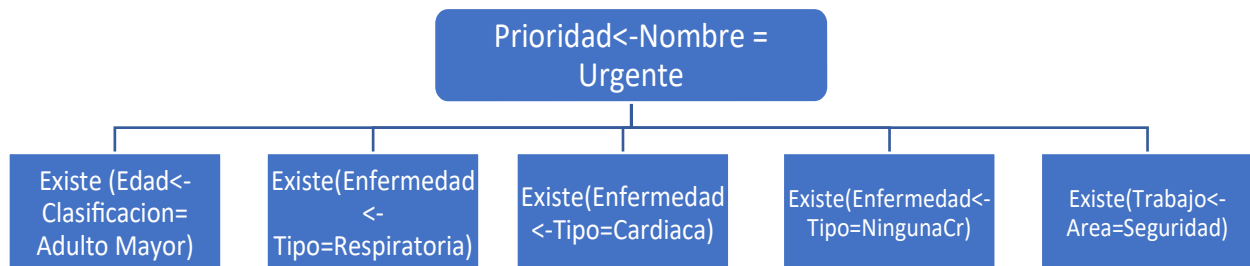 Prioridad<-Nombre =
Urgente
Existe (Edad<-
Clasificacion=
Adulto Mayor)
Existe(Enfermedad
<-
Tipo=Respiratoria)
Existe(Enfermedad
<-Tipo=Cardiaca)
Existe(Enfermedad<-
Tipo=NingunaCr)
Existe(Trabajo<-
Area=Seguridad)